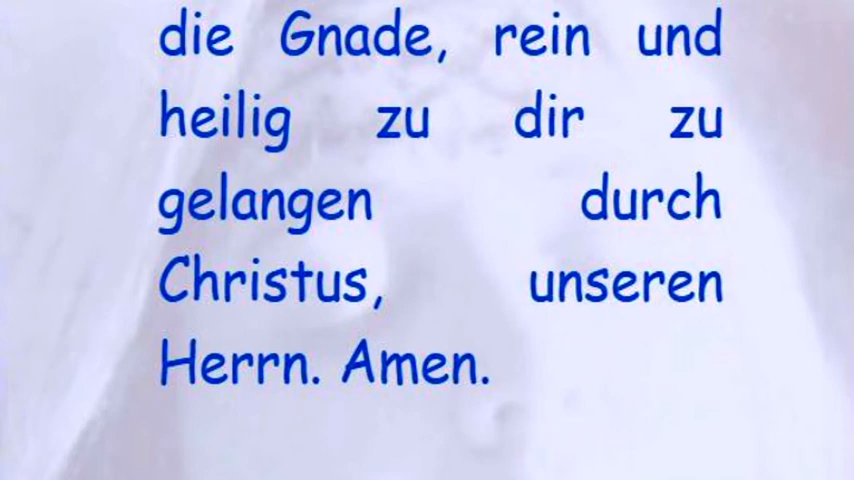 die Gnade, rein und
heilig zu dir zu
gelangen durch
Christus, unseren
Herrn. Amen.